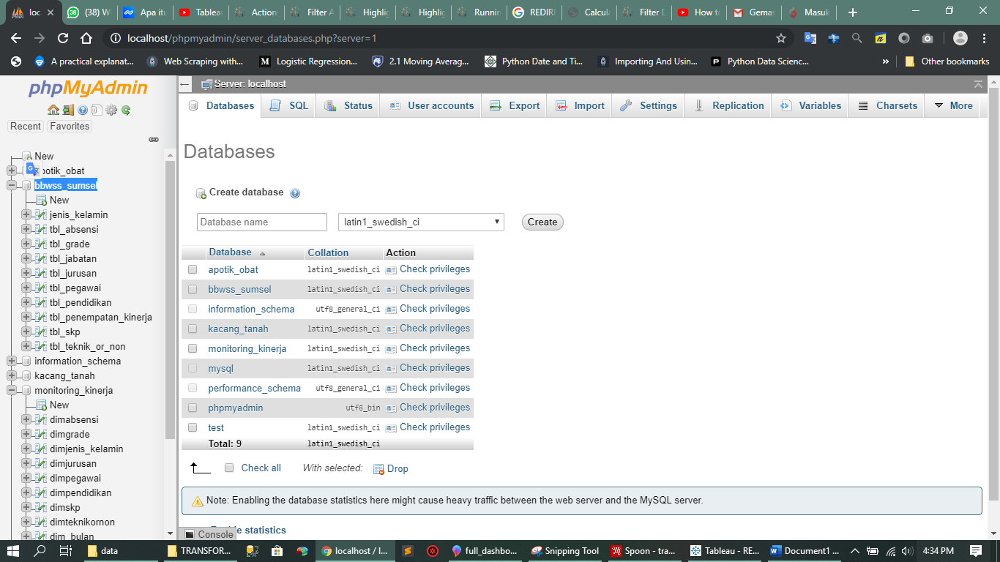 loc
(38) W
Apa itu
Tableau
Action
Filter A
Highlig
Highlig
Runnin
REDIRE
Calcula
Filter D
How to
Gemas
Masuk
localhost/phpmyadmin/server_databases.php?server=1
A practical explanat...
Web Scraping with...
Logistic Regression...
2.1 Moving Averag...
Python Date and Ti...
Importing And Usin...
Python Data Scienc...
»
Other bookmarks
phpMyAdmin
Recent
Favorites
New
potik_obat
bbwss_sumsel
New
jenis_kelamin
tbl_absensi
tbl_grade
tbl_jabatan
tbl_jurusan
tbl_pegawai
tbl_pendidikan
tbl_penempatan_kinerja
tbl_skp
tbl_teknik_or_non
information_schema
kacang_tanah
monitoring_kinerja
New
dimabsensi
dimgrade
dimjenis_kelamin
dimjurusan
dimpegawai
dimpendidikan
dimskp
dimteknikornon
dim_bulan
Server: localhost
Databases
SQL
Status
User accounts
Export
Import
Settings
Replication
Variables
Charsets
More
Databases
Create database
Database name
latin1_swedish_ci
Create
Database Collation Action
apotik_obat latin1_swedish_ci Check privileges
bbwss_sumsel latin1_swedish_ci Check privileges
information_schema utf8_general_ci Check privileges
kacang_tanah latin1_swedish_ci Check privileges
monitoring_kinerja latin1_swedish_ci Check privileges
mysql latin1_swedish_ci Check privileges
performance_schema utf8_general_ci Check privileges
phpmyadmin utf8_bin Check privileges
test latin1_swedish_ci Check privileges
Total: 9 latin1_swedish_ci
Check all With selected: Drop
Note: Enabling the database statistics here might cause heavy traffic between the web server and the MySQL server.
statistics
Console
data
TRANSFOR...
localhost / l...
full_dashbo...
Snipping Tool
Spoon - tra...
Tableau - RE...
Document1 ...
4:34 PM